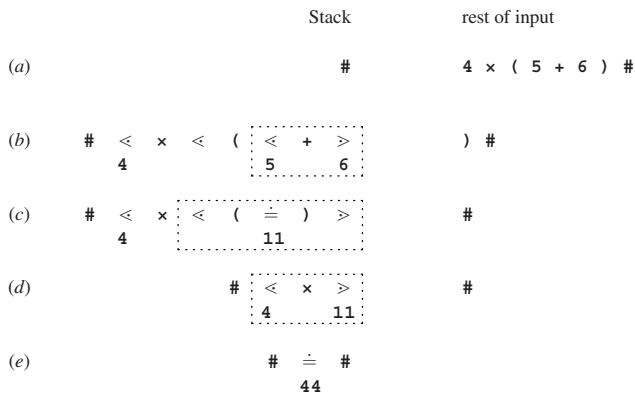 Stack rest of input
(a) # 4 × ( 5 + 6 ) #
(b) # ⋖ × ⋖ ( ⋖ + ⋗ ) #
4 5 6
(c) # ⋖ × ⋖ ( ≐ ) ⋗ #
4 11
(d) # ⋖ × ⋗ #
4 11
(e) # ≐ #
44